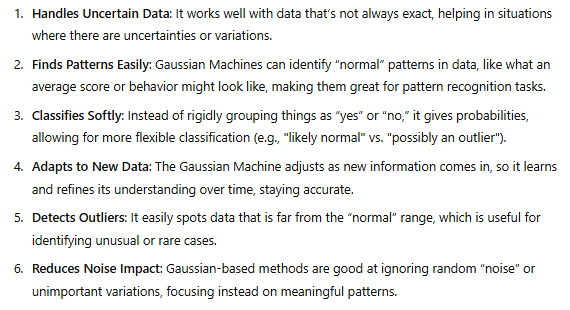 1. Handles Uncertain Data: It works well with data that's not always exact, helping in situations
where there are uncertainties or variations.
2. Finds Patterns Easily: Gaussian Machines can identify "normal" patterns in data, like what an
average score or behavior might look like, making them great for pattern recognition tasks.
3. Classifies Softly: Instead of rigidly grouping things as "yes" or "no," it gives probabilities,
allowing for more flexible classification (e.g., "likely normal" vs. "possibly an outlier").
4. Adapts to New Data: The Gaussian Machine adjusts as new information comes in, so it learns
and refines its understanding over time, staying accurate.
5. Detects Outliers: It easily spots data that is far from the "normal" range, which is useful for
identifying unusual or rare cases.
6. Reduces Noise Impact: Gaussian-based methods are good at ignoring random "noise" or
unimportant variations, focusing instead on meaningful patterns.